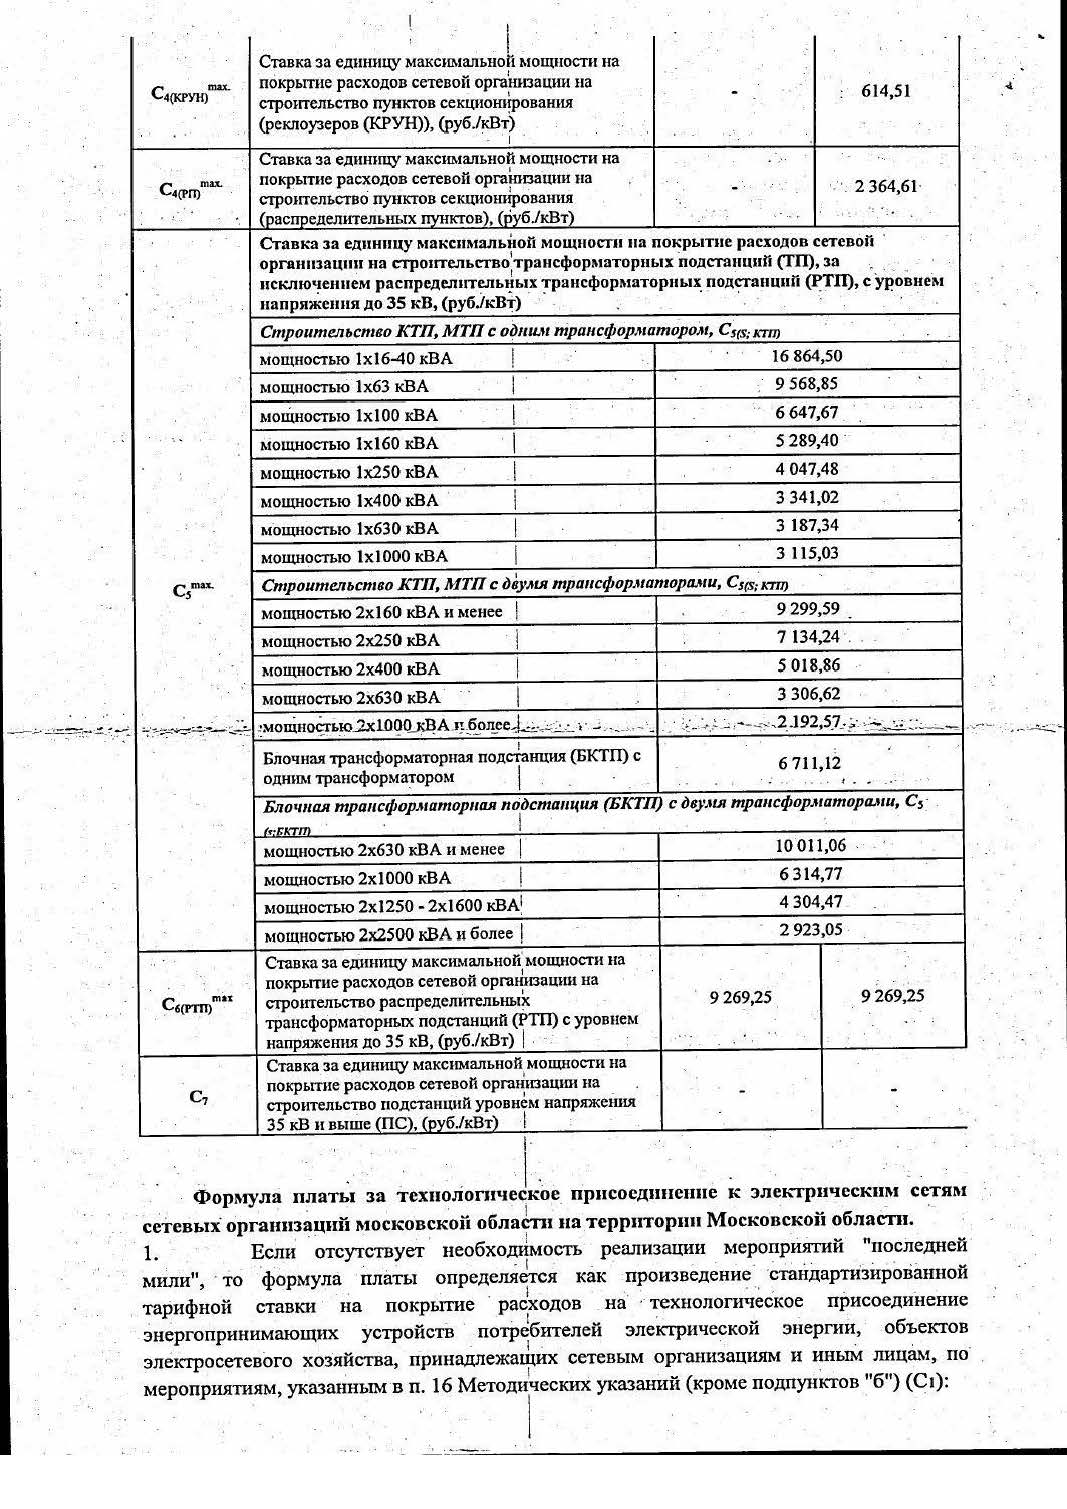 C4(КРУН)max.
Ставка за единицу максимальной мощности на
покрытие расходов сетевой организации на
строительство пунктов секционирования
(реклоузеров (КРУН)), (руб./кВт)
-
614,51
C4(РП)max.
Ставка за единицу максимальной мощности на
покрытие расходов сетевой организации на
строительство пунктов секционирования
(распределительных пунктов), (руб./кВт)
-
2 364,61
C5max.
Ставка за единицу максимальной мощности на покрытие расходов сетевой
организации на строительство трансформаторных подстанций (ТП), за
исключением распределительных трансформаторных подстанций (РТП), с уровнем
напряжения до 35 кВ, (руб./кВт)
Строительство КТП, МТП с одним трансформатором, C5(S; КТП)
мощностью 1х16-40 кВА 16 864,50
мощностью 1х63 кВА 9 568,85
мощностью 1х100 кВА 6 647,67
мощностью 1х160 кВА 5 289,40
мощностью 1х250 кВА 4 047,48
мощностью 1х400 кВА 3 341,02
мощностью 1х630 кВА 3 187,34
мощностью 1х1000 кВА 3 115,03
Строительство КТП, МТП с двумя трансформаторами, C5(S; КТП)
мощностью 2х160 кВА и менее 9 299,59
мощностью 2х250 кВА 7 134,24
мощностью 2х400 кВА 5 018,86
мощностью 2х630 кВА 3 306,62
мощностью 2х1000 кВА и более 2 192,57
Блочная трансформаторная подстанция (БКТП) с
одним трансформатором
6 711,12
Блочная трансформаторная подстанция (БКТП) с двумя трансформаторами, C5
(s;БКТП)
мощностью 2х630 кВА и менее 10 011,06
мощностью 2х1000 кВА 6 314,77
мощностью 2х1250 - 2х1600 кВА 4 304,47
мощностью 2х2500 кВА и более 2 923,05
C6(РТП)max
Ставка за единицу максимальной мощности на
покрытие расходов сетевой организации на
строительство распределительных
трансформаторных подстанций (РТП) с уровнем
напряжения до 35 кВ, (руб./кВт)
9 269,25
9 269,25
C7
Ставка за единицу максимальной мощности на
покрытие расходов сетевой организации на
строительство подстанций уровнем напряжения
35 кВ и выше (ПС), (руб./кВт)
-
-
Формула платы за технологическое присоединение к электрическим сетям
сетевых организаций московской области на территории Московской области.
1. Если отсутствует необходимость реализации мероприятий "последней
мили", то формула платы определяется как произведение стандартизированной
тарифной ставки на покрытие расходов на технологическое присоединение
энергопринимающих устройств потребителей электрической энергии, объектов
электросетевого хозяйства, принадлежащих сетевым организациям и иным лицам, по
мероприятиям, указанным в п. 16 Методических указаний (кроме подпунктов "б") (С1):